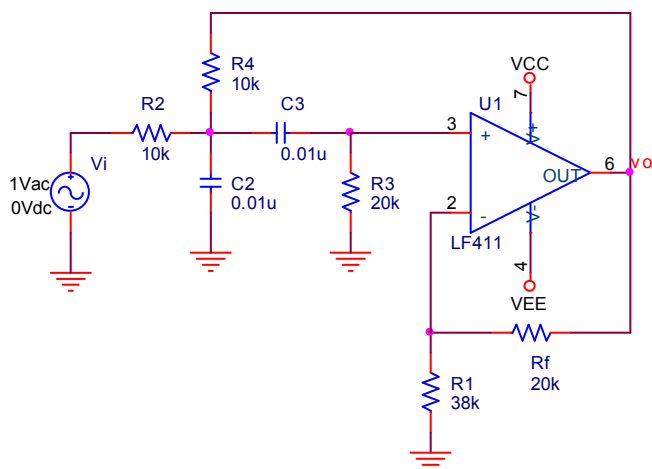 R4
10k
VCC
7
R2
10k
C3
0.01u
U1
3
+
V+
OUT
6
vo
Vi
1Vac
0Vdc
C2
0.01u
R3
20k
2
-
V-
LF411
4
VEE
Rf
20k
R1
38k